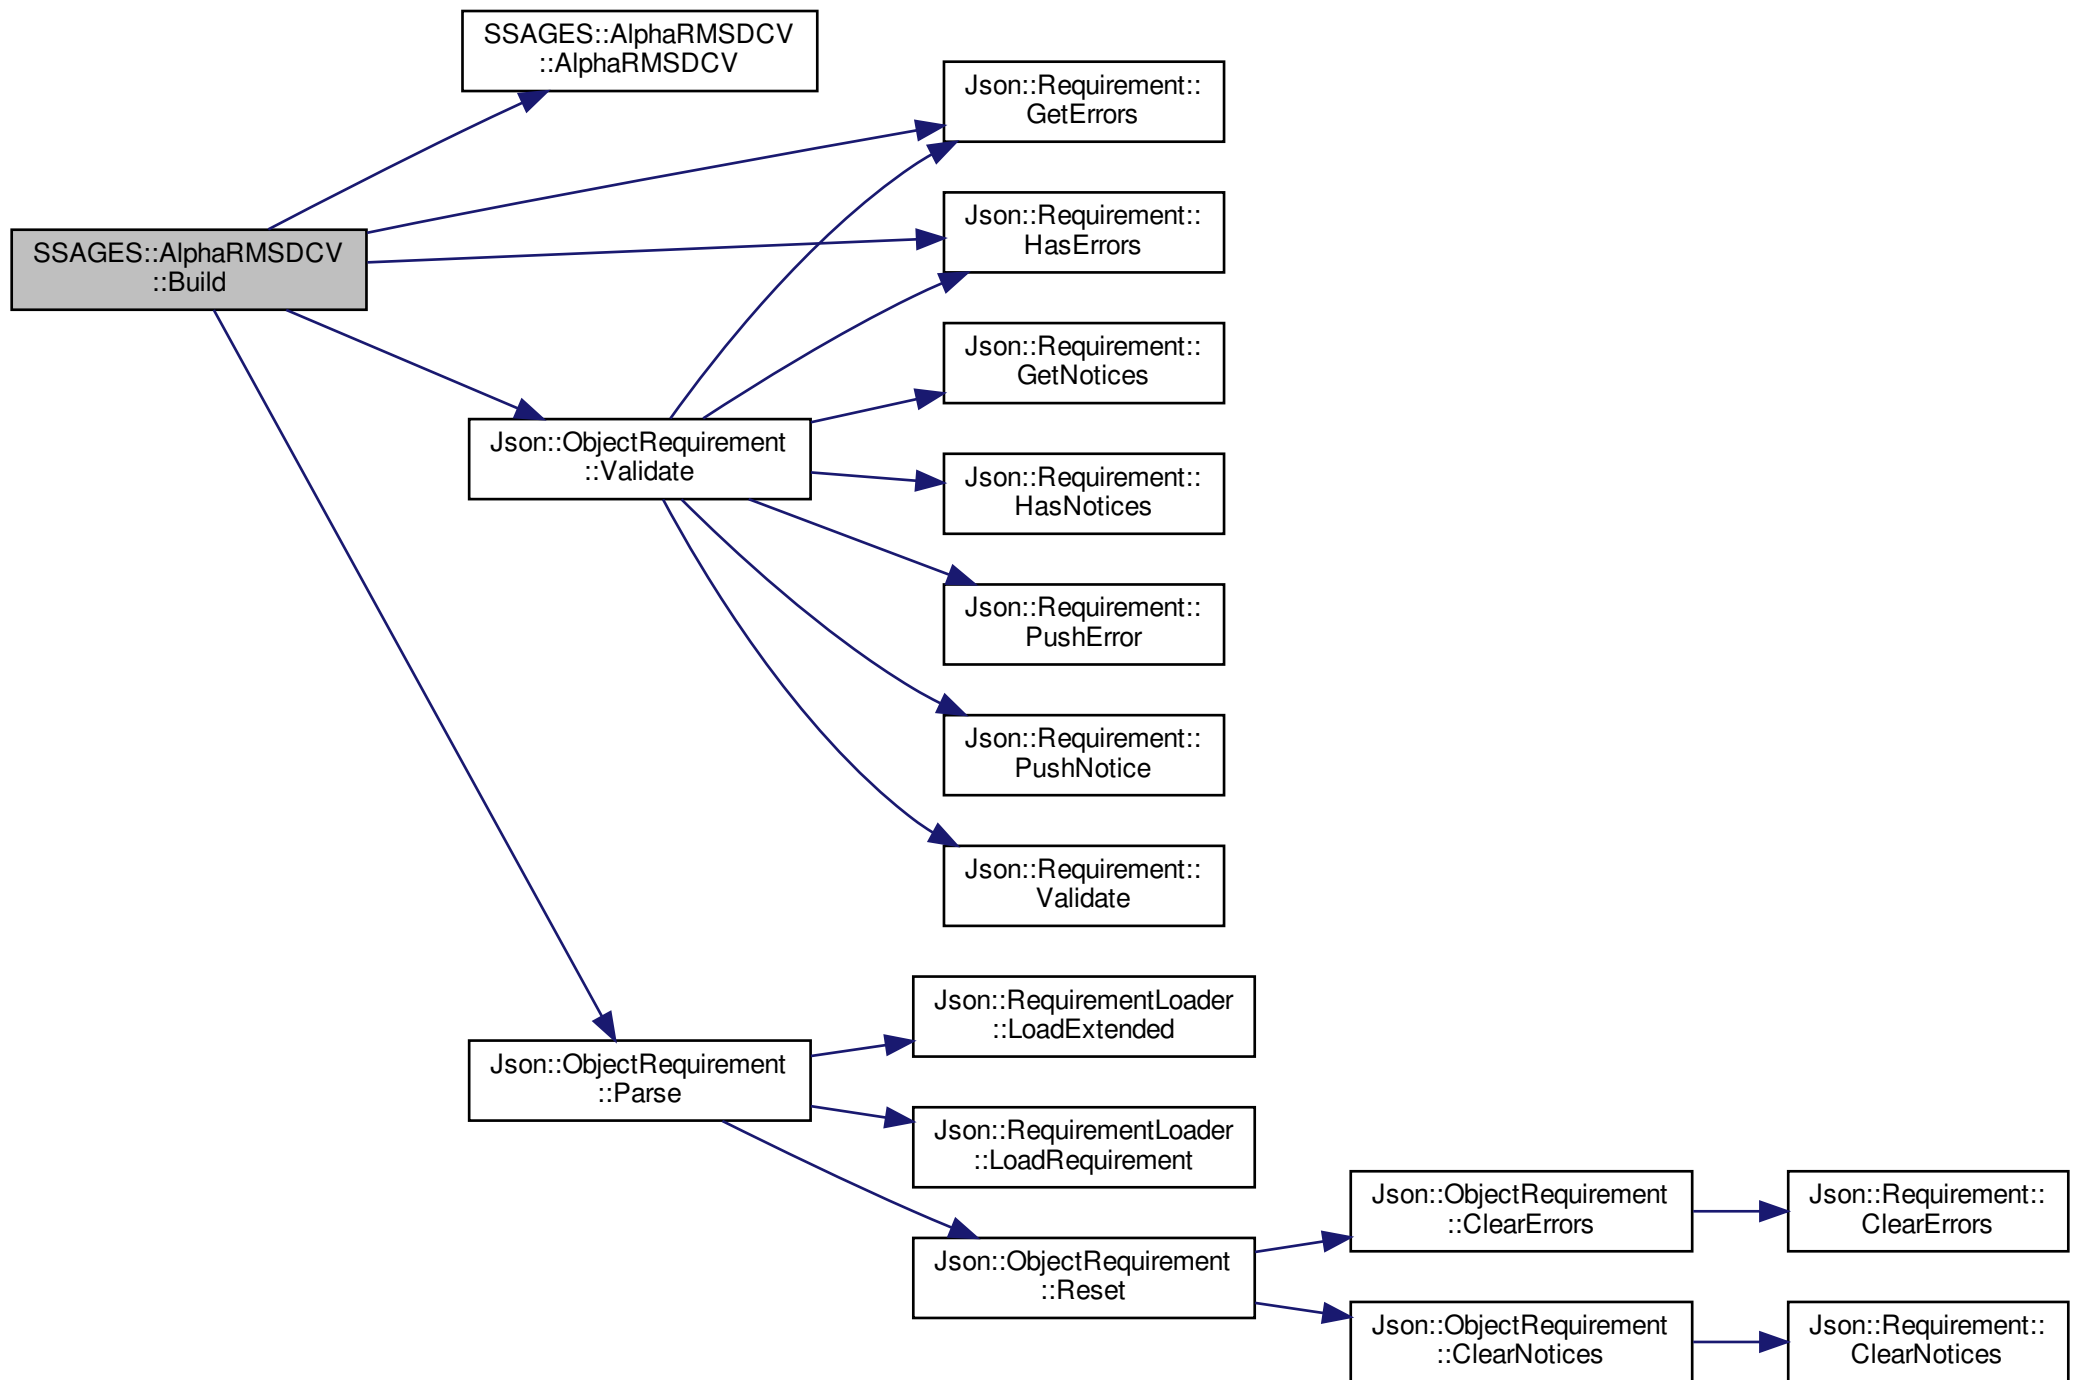 SSAGES::AlphaRMSDCV
::AlphaRMSDCV
Json::Requirement::
GetErrors
Json::Requirement::
HasErrors
SSAGES::AlphaRMSDCV
::Build
Json::Requirement::
GetNotices
Json::ObjectRequirement
::Validate
Json::Requirement::
HasNotices
Json::Requirement::
PushError
Json::Requirement::
PushNotice
Json::Requirement::
Validate
Json::RequirementLoader
::LoadExtended
Json::ObjectRequirement
::Parse
Json::RequirementLoader
::LoadRequirement
Json::ObjectRequirement
::ClearErrors
Json::Requirement::
ClearErrors
Json::ObjectRequirement
::Reset
Json::ObjectRequirement
::ClearNotices
Json::Requirement::
ClearNotices